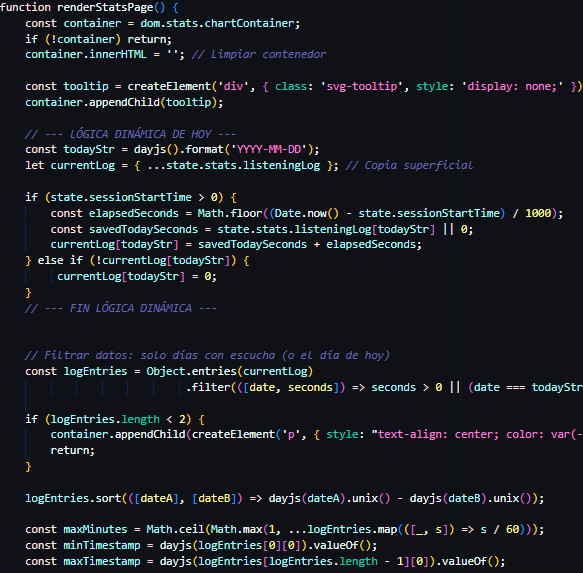 function renderStatsPage() {
    const container = dom.stats.chartContainer;
    if (!container) return;
    container.innerHTML = ''; // Limpiar contenedor

    const tooltip = createElement('div', { class: 'svg-tooltip', style: 'display: none;' })
    container.appendChild(tooltip);

    // --- LÓGICA DINÁMICA DE HOY ---
    const todayStr = dayjs().format('YYYY-MM-DD');
    let currentLog = { ...state.stats.listeningLog }; // Copia superficial

    if (state.sessionStartTime > 0) {
        const elapsedSeconds = Math.floor((Date.now() - state.sessionStartTime) / 1000);
        const savedTodaySeconds = state.stats.listeningLog[todayStr] || 0;
        currentLog[todayStr] = savedTodaySeconds + elapsedSeconds;
    } else if (!currentLog[todayStr]) {
         currentLog[todayStr] = 0;
    }
    // --- FIN LÓGICA DINÁMICA ---


    // Filtrar datos: solo días con escucha (o el día de hoy)
    const logEntries = Object.entries(currentLog)
                            .filter(([date, seconds]) => seconds > 0 || (date === todayStr

    if (logEntries.length < 2) {
        container.appendChild(createElement('p', { style: "text-align: center; color: var(-
        return;
    }

    logEntries.sort(([dateA], [dateB]) => dayjs(dateA).unix() - dayjs(dateB).unix());

    const maxMinutes = Math.ceil(Math.max(1, ...logEntries.map(([_, s]) => s / 60)));
    const minTimestamp = dayjs(logEntries[0][0]).valueOf();
    const maxTimestamp = dayjs(logEntries[logEntries.length - 1][0]).valueOf();